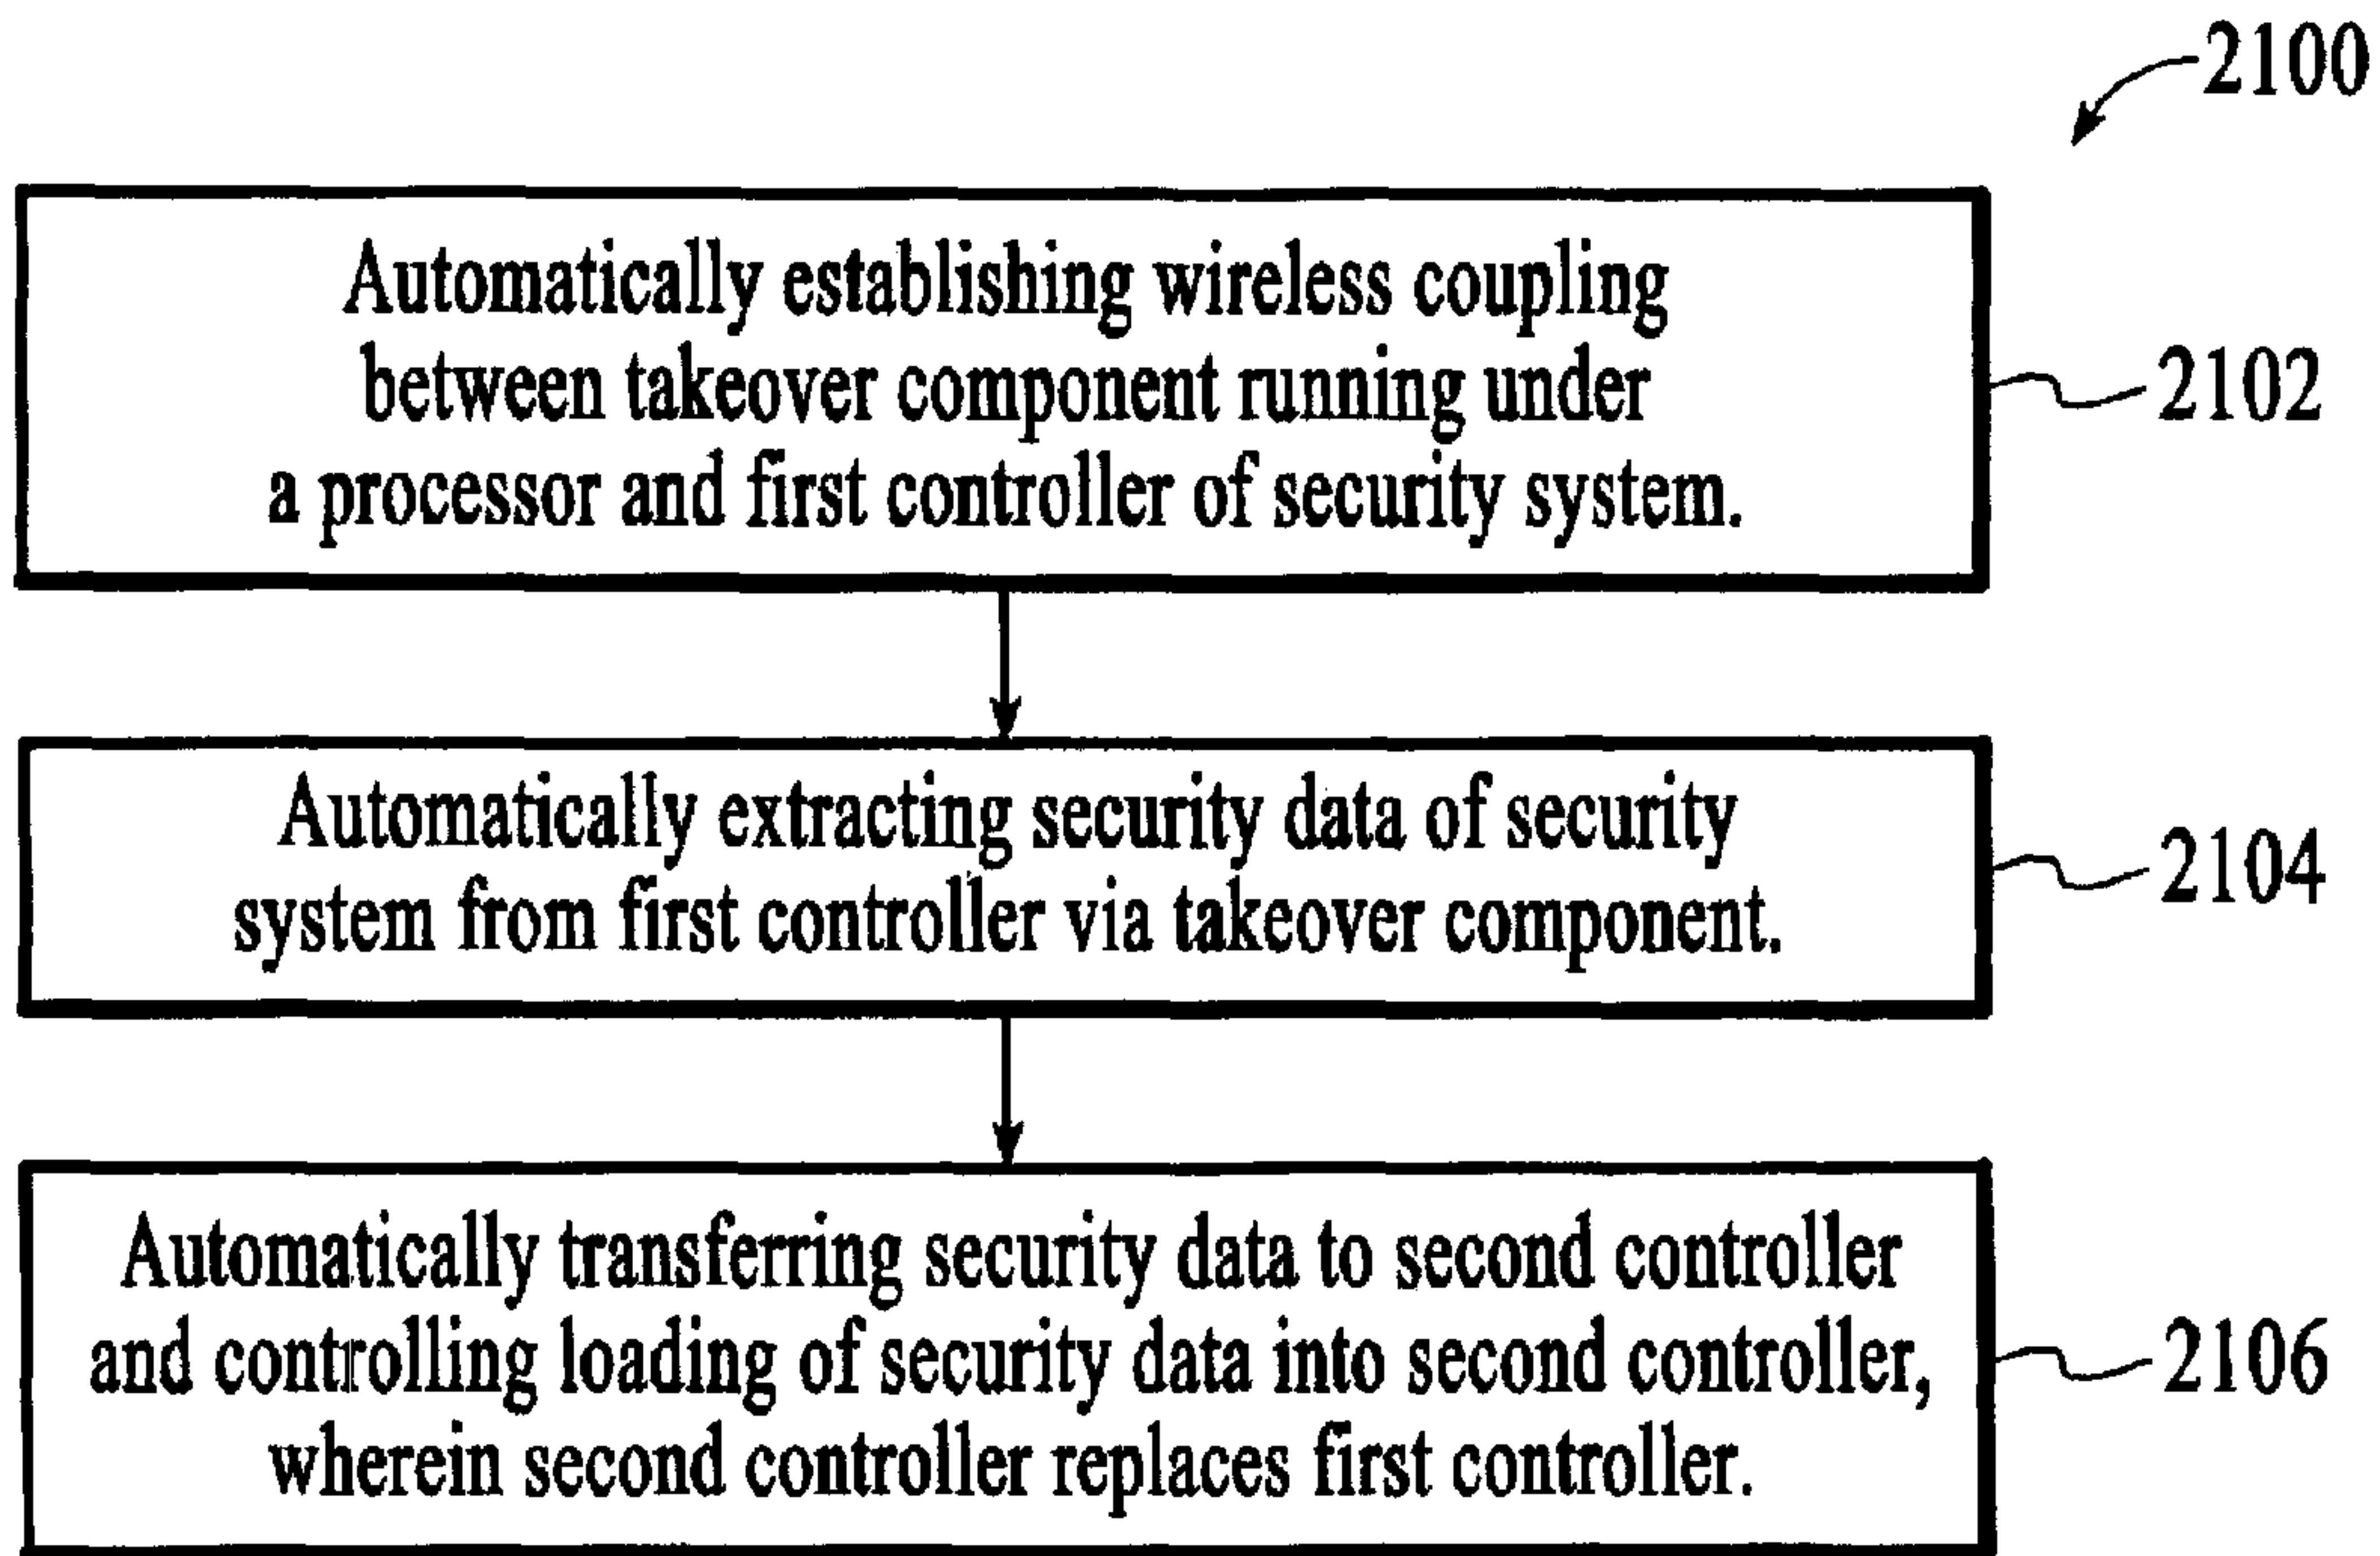 2100
Automatically establishing wireless coupling
between takeover component running under
a processor and first controller of security system.
2102
Automatically extracting security data of security
system from first controller via takeover component.
2104
Automatically transferring security data to second controller
and controlling loading of security data into second controller,
wherein second controller replaces first controller.
2106